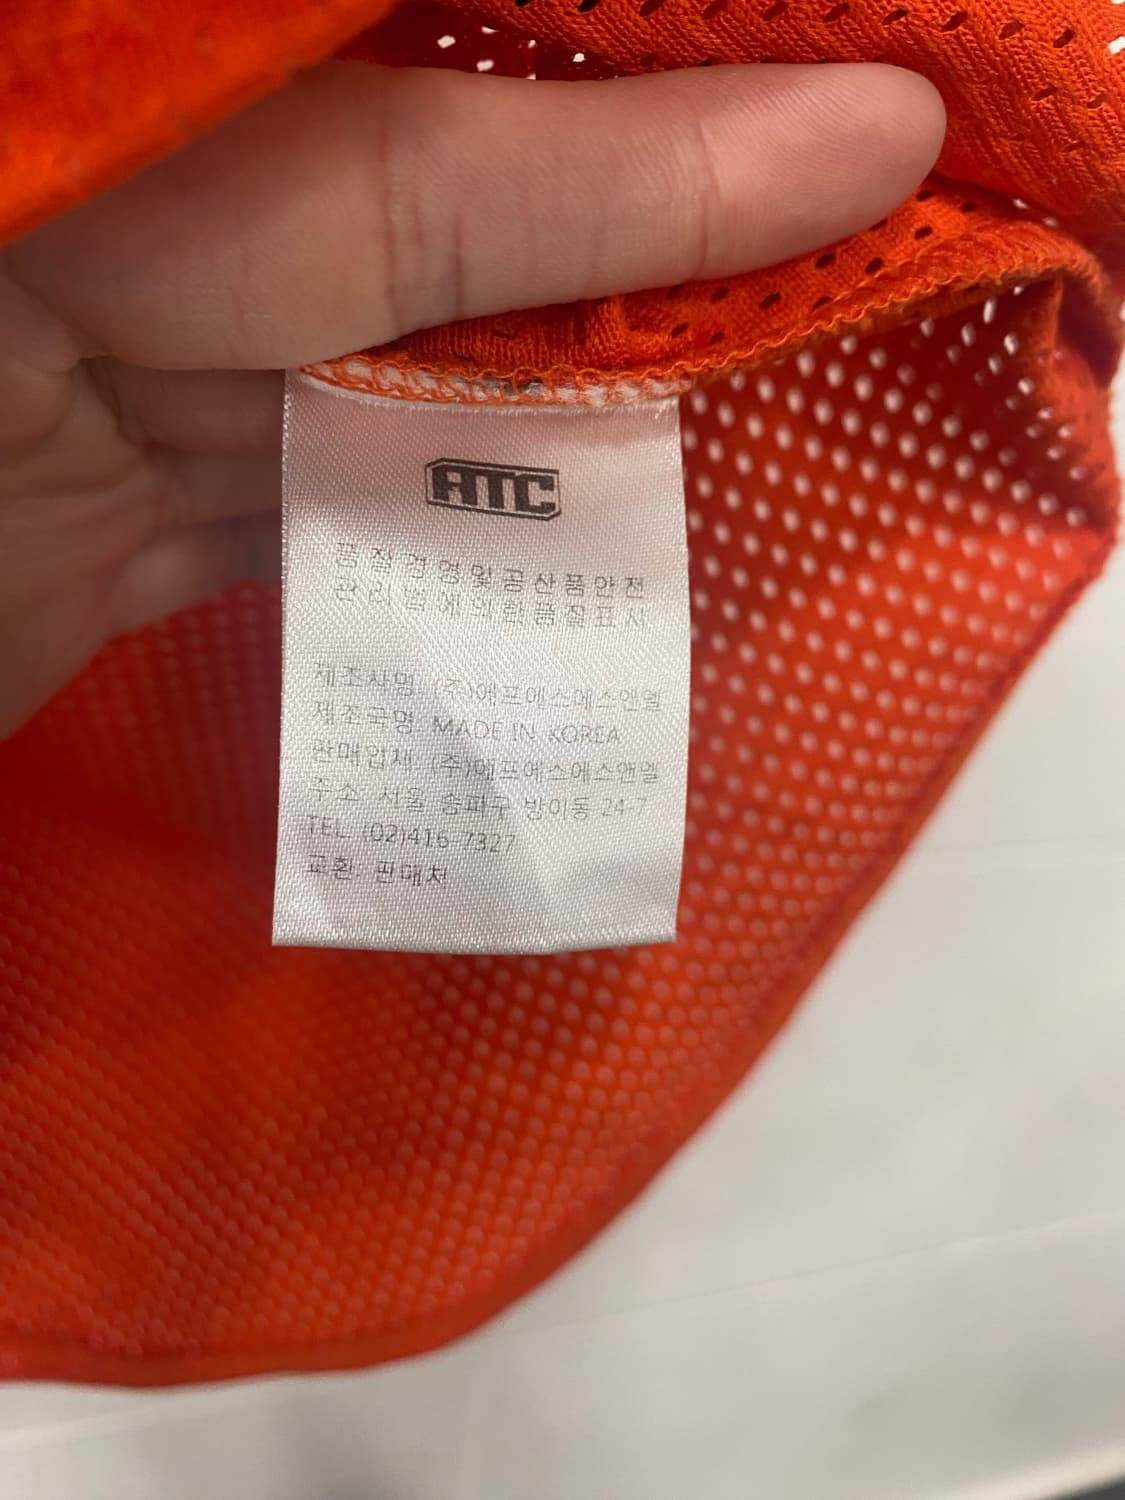 ATC
품질경영및공산품안전
관리법에의한품질표시
제조사명: (주)에프에스에스앤엘
제조국명: MADE IN KOREA
판매업체: (주)에프에스에스앤엘
주소: 서울 송파구 방이동 24-7
TEL: (02)416-7327
교환: 판매처